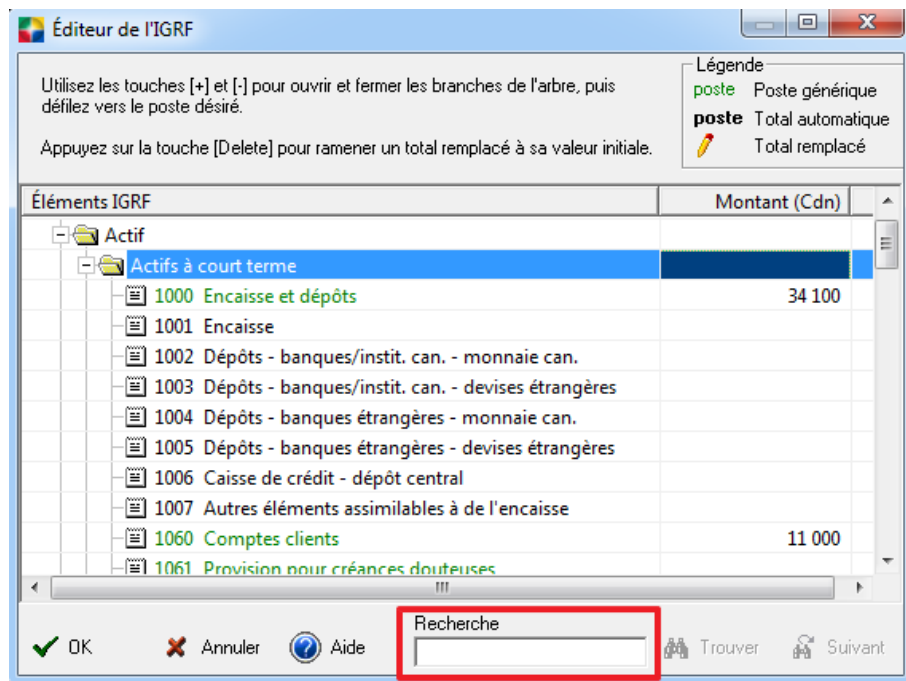 Éditeur de l'IGRF
Utilisez les touches [+] et [-] pour ouvrir et fermer les branches de l'arbre, puis
défilez vers le poste désiré.
Appuyez sur la touche [Delete] pour ramener un total remplacé à sa valeur initiale.
Légende
poste Poste générique
poste Total automatique
Total remplacé
Éléments IGRF Montant (Cdn)
Actif
Actifs à court terme
1000 Encaisse et dépôts 34 100
1001 Encaisse
1002 Dépôts - banques/instit. can. - monnaie can.
1003 Dépôts - banques/instit. can. - devises étrangères
1004 Dépôts - banques étrangères - monnaie can.
1005 Dépôts - banques étrangères - devises étrangères
1006 Caisse de crédit - dépôt central
1007 Autres éléments assimilables à de l'encaisse
1060 Comptes clients 11 000
1061 Provision pour créances douteuses
Recherche
OK Annuler Aide Trouver Suivant